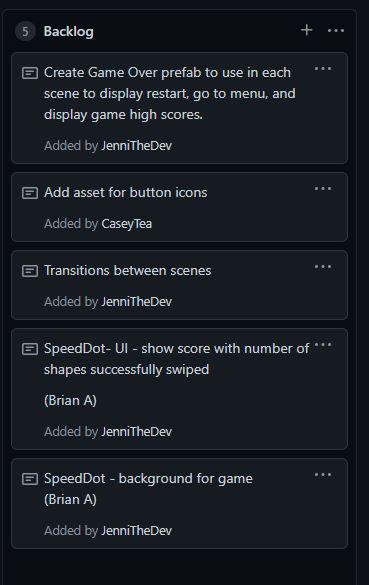 5 Backlog
Create Game Over prefab to use in each
scene to display restart, go to menu, and
display game high scores.
Added by JenniTheDev
Add asset for button icons
Added by CaseyTea
Transitions between scenes
Added by JenniTheDev
SpeedDot- UI - show score with number of
shapes successfully swiped
(Brian A)
Added by JenniTheDev
SpeedDot - background for game
(Brian A)
Added by JenniTheDev